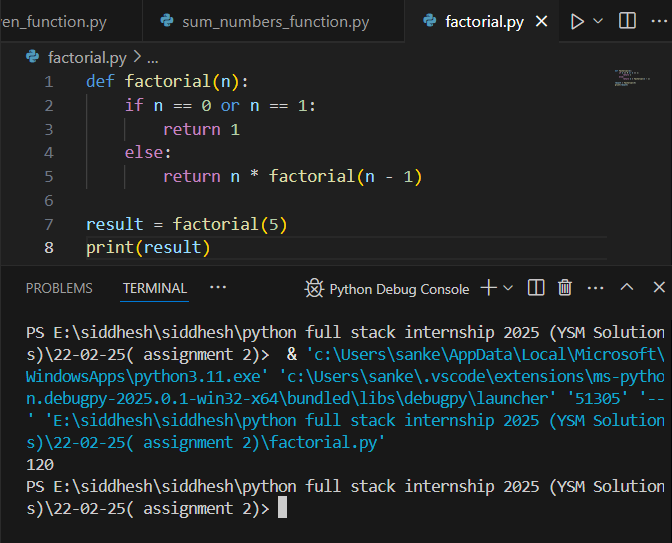 en_function.py
sum_numbers_function.py
factorial.py
factorial.py > ...
1 def factorial(n):
2     if n == 0 or n == 1:
3         return 1
4     else:
5         return n * factorial(n - 1)
6
7 result = factorial(5)
8 print(result)
PROBLEMS TERMINAL ... Python Debug Console
PS E:\siddhesh\siddhesh\python full stack internship 2025 (YSM Solution
s)\22-02-25( assignment 2)>  & 'c:\Users\sanke\AppData\Local\Microsoft\
WindowsApps\python3.11.exe' 'c:\Users\sanke\.vscode\extensions\ms-pytho
n.debugpy-2025.0.1-win32-x64\bundled\libs\debugpy\launcher' '51305' '--
' 'E:\siddhesh\siddhesh\python full stack internship 2025 (YSM Solution
s)\22-02-25( assignment 2)\factorial.py'
120
PS E:\siddhesh\siddhesh\python full stack internship 2025 (YSM Solution
s)\22-02-25( assignment 2)>